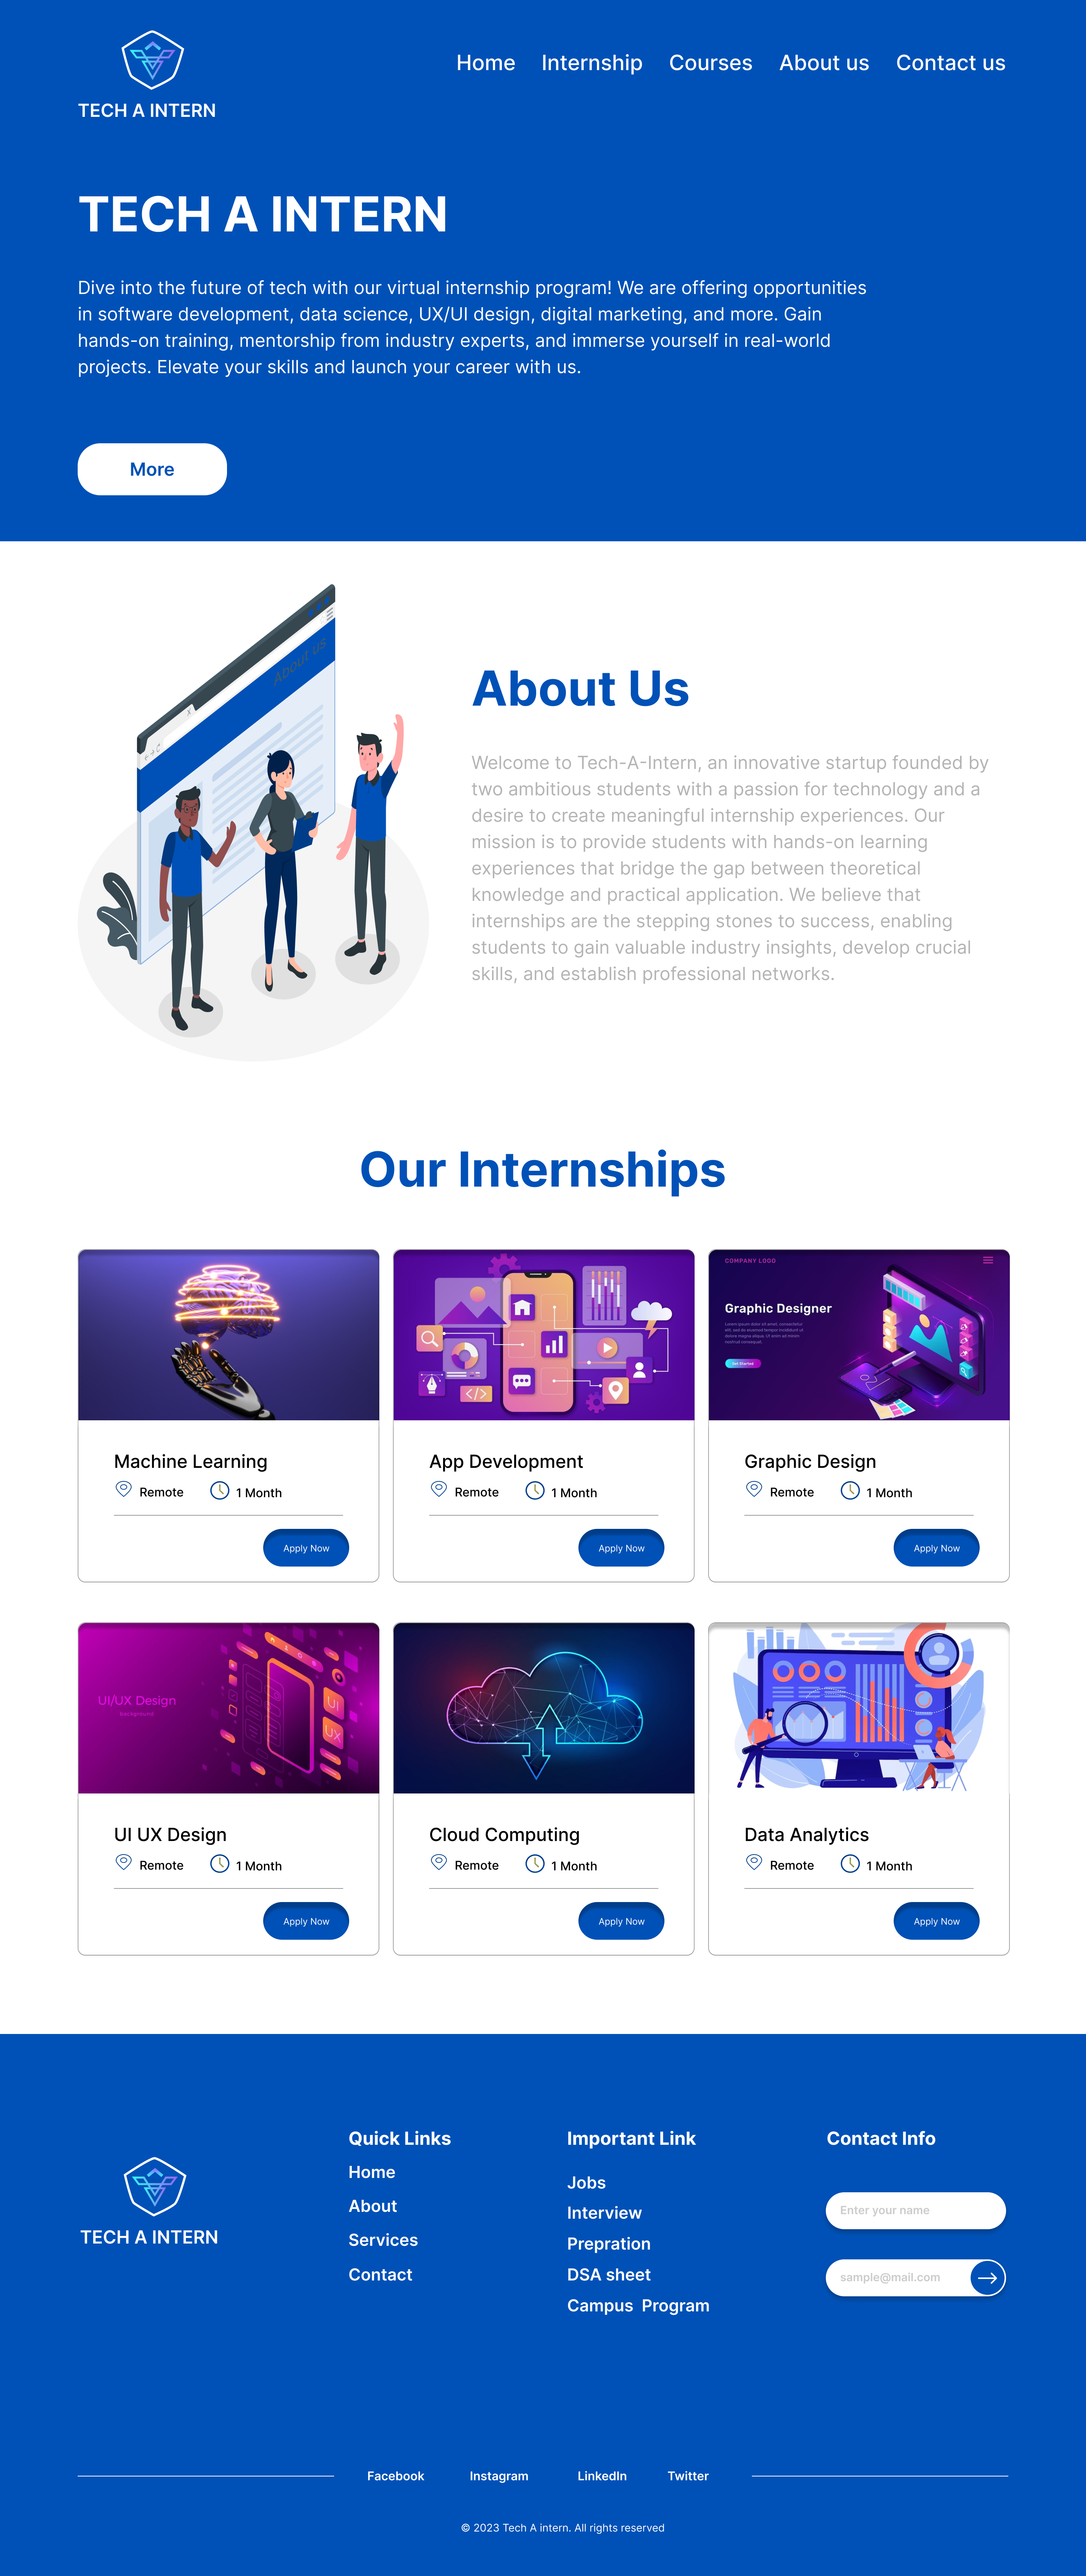 TECH A INTERN
Home Internship Courses About us Contact us
TECH A INTERN
Dive into the future of tech with our virtual internship program! We are offering opportunities
in software development, data science, UX/UI design, digital marketing, and more. Gain
hands-on training, mentorship from industry experts, and immerse yourself in real-world
projects. Elevate your skills and launch your career with us.
More
About us
About Us
Welcome to Tech-A-Intern, an innovative startup founded by
two ambitious students with a passion for technology and a
desire to create meaningful internship experiences. Our
mission is to provide students with hands-on learning
experiences that bridge the gap between theoretical
knowledge and practical application. We believe that
internships are the stepping stones to success, enabling
students to gain valuable industry insights, develop crucial
skills, and establish professional networks.
Our Internships
COMPANY LOGO
Graphic Designer
Get Started
Machine Learning
Remote 1 Month
Apply Now
App Development
Remote 1 Month
Apply Now
Graphic Design
Remote 1 Month
Apply Now
UI/UX Design
background
UI
UX
UI UX Design
Remote 1 Month
Apply Now
Cloud Computing
Remote 1 Month
Apply Now
Data Analytics
Remote 1 Month
Apply Now
TECH A INTERN
Quick Links
Home
About
Services
Contact
Important Link
Jobs
Interview
Prepration
DSA sheet
Campus Program
Contact Info
Enter your name
sample@mail.com
Facebook Instagram LinkedIn Twitter
© 2023 Tech A intern. All rights reserved